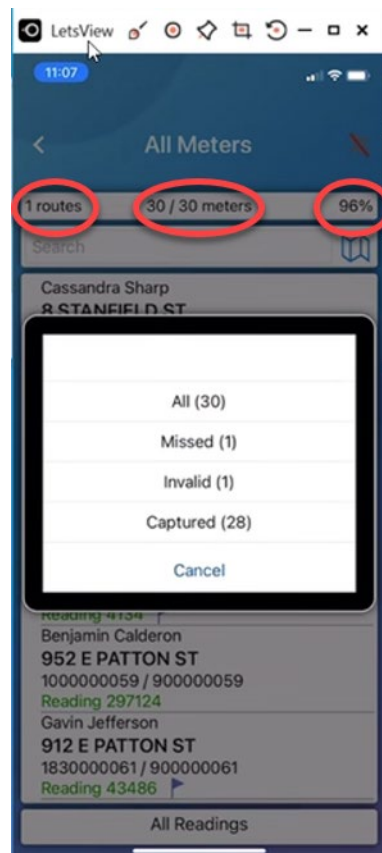 LetsView
11:07
All Meters
1 routes 30 / 30 meters 96%
Search
Cassandra Sharp
8 STANFIELD ST
All (30)
Missed (1)
Invalid (1)
Captured (28)
Cancel
Reading 4134
Benjamin Calderon
952 E PATTON ST
1000000059 / 900000059
Reading 297124
Gavin Jefferson
912 E PATTON ST
1830000061 / 900000061
Reading 43486
All Readings